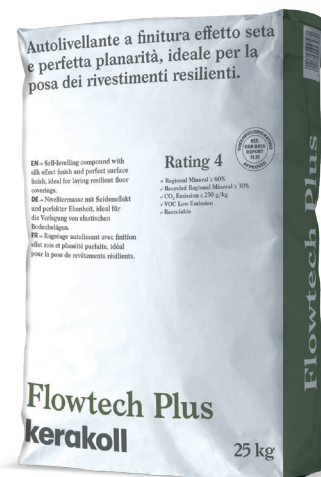 Autolivellante a finitura effetto seta
e perfetta planarità, ideale per la
posa dei rivestimenti resilienti.
EN → Self-levelling compound with
silk effect finish and perfect surface
finish, ideal for laying resilient floor
coverings.
DE → Nivelliermasse mit Seideneffekt
und perfekter Ebenheit, ideal für
die Verlegung von elastischen
Bodenbelägen.
FR → Ragréage autolissant avec finition
effet soie et planéité parfaite, idéal
pour la pose de revêtements résilients.
Rating 4
× Regional Mineral ≥ 60%
✓ Recycled Regional Mineral ≥ 30%
✓ CO₂ Emission ≤ 250 g/kg
✓ VOC Low Emission
✓ Recyclable
REPORT
APPROVED
Flowtech Plus
kerakoll
25 kg
Flowtech Plus